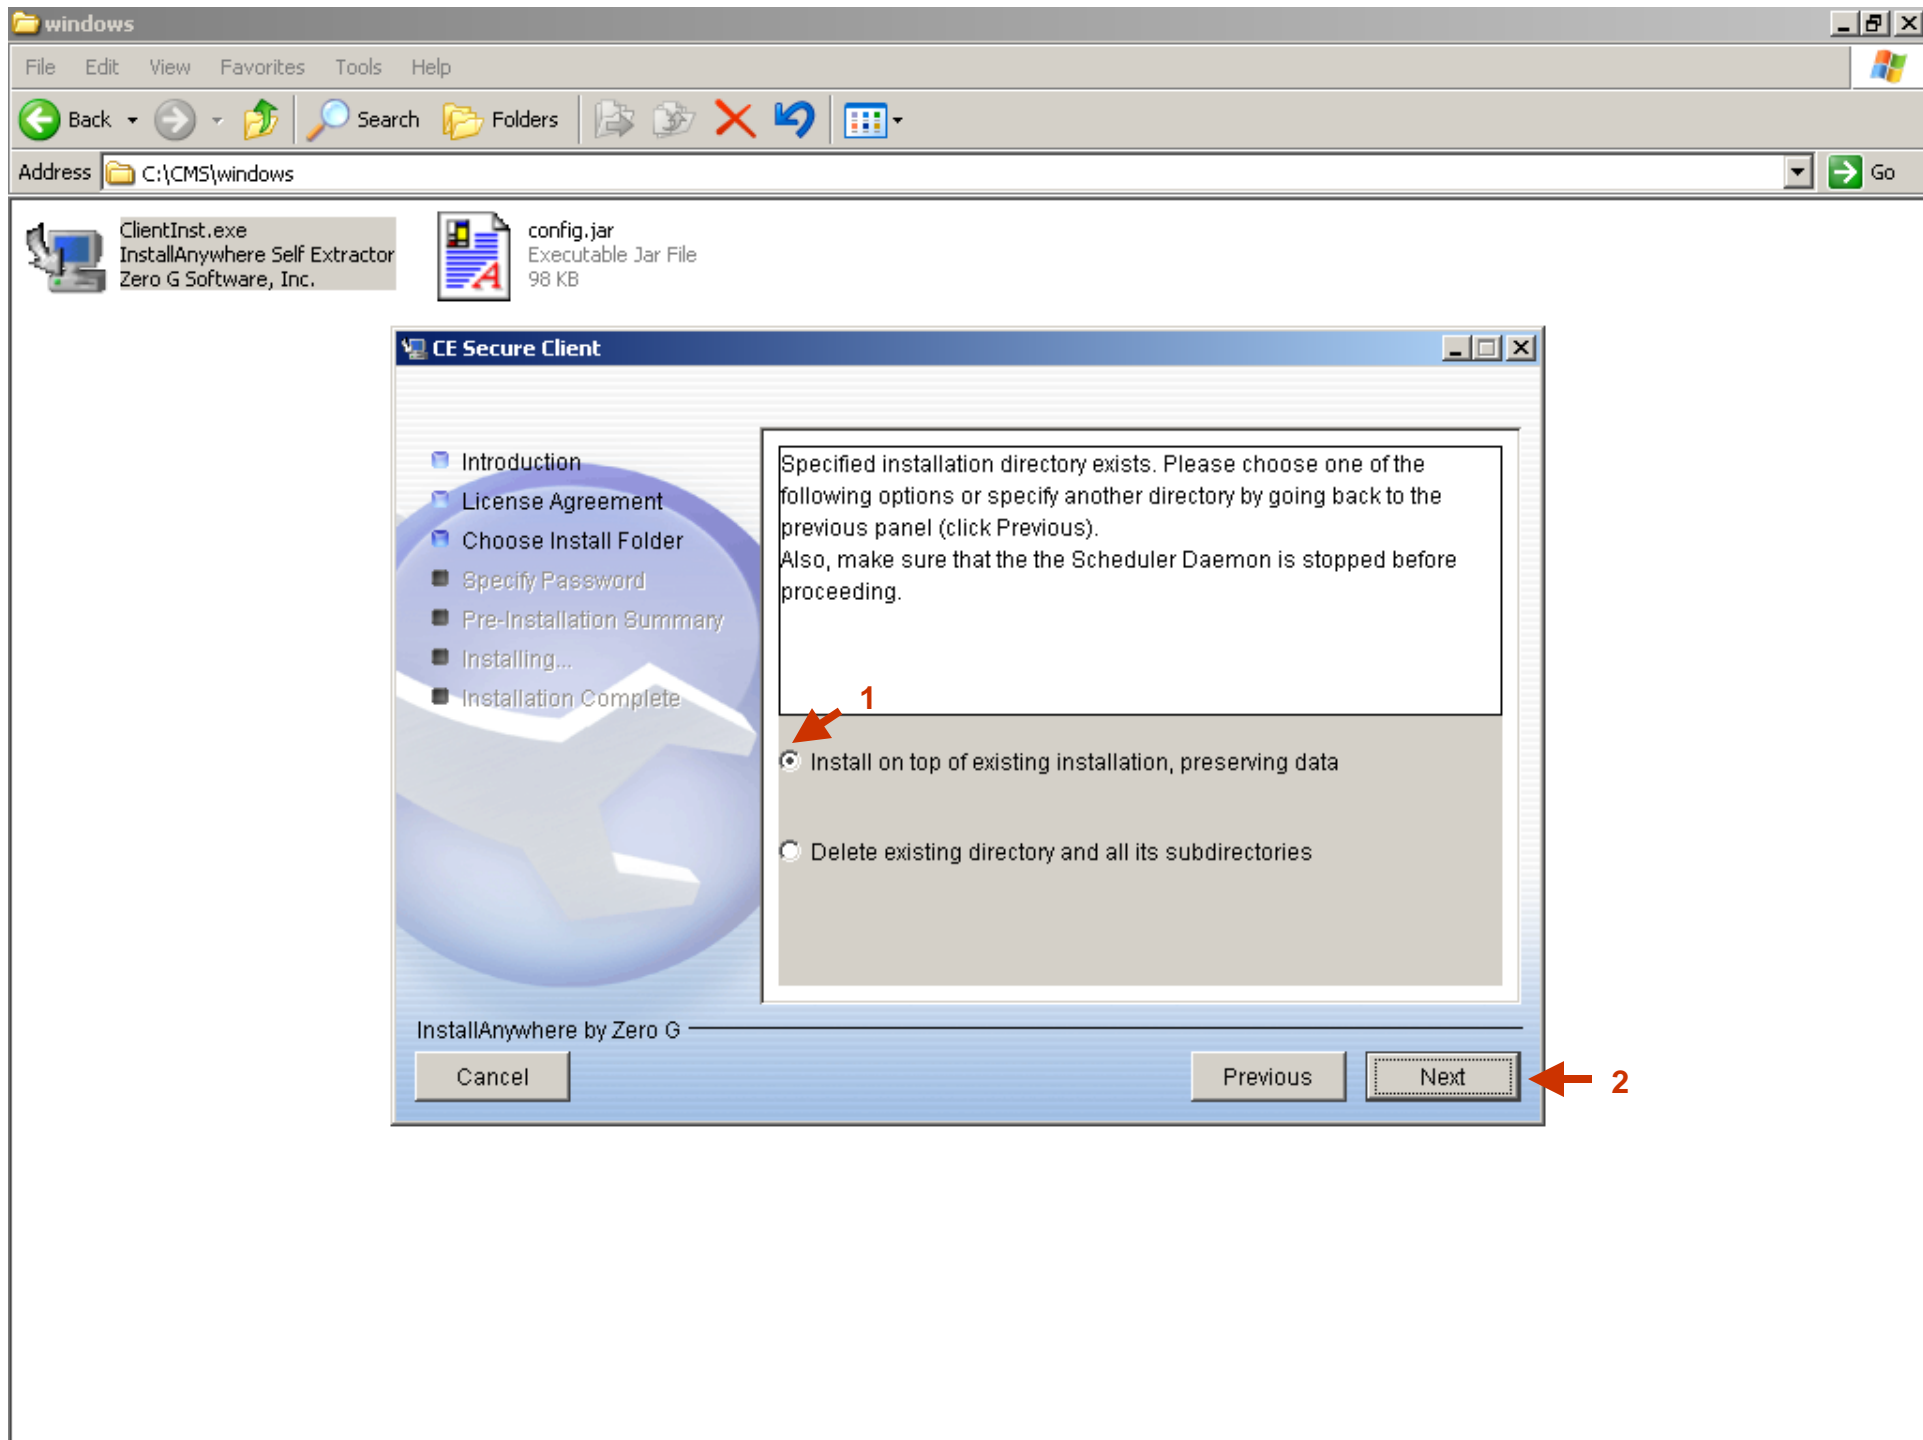 windows
File Edit View Favorites Tools Help
Back Search Folders
Address C:\CMS\windows Go
ClientInst.exe
InstallAnywhere Self Extractor
Zero G Software, Inc.
config.jar
Executable Jar File
98 KB
CE Secure Client
Introduction
License Agreement
Choose Install Folder
Specify Password
Pre-Installation Summary
Installing...
Installation Complete
Specified installation directory exists. Please choose one of the
following options or specify another directory by going back to the
previous panel (click Previous).
Also, make sure that the the Scheduler Daemon is stopped before
proceeding.
1
Install on top of existing installation, preserving data
Delete existing directory and all its subdirectories
InstallAnywhere by Zero G
Cancel Previous Next 2